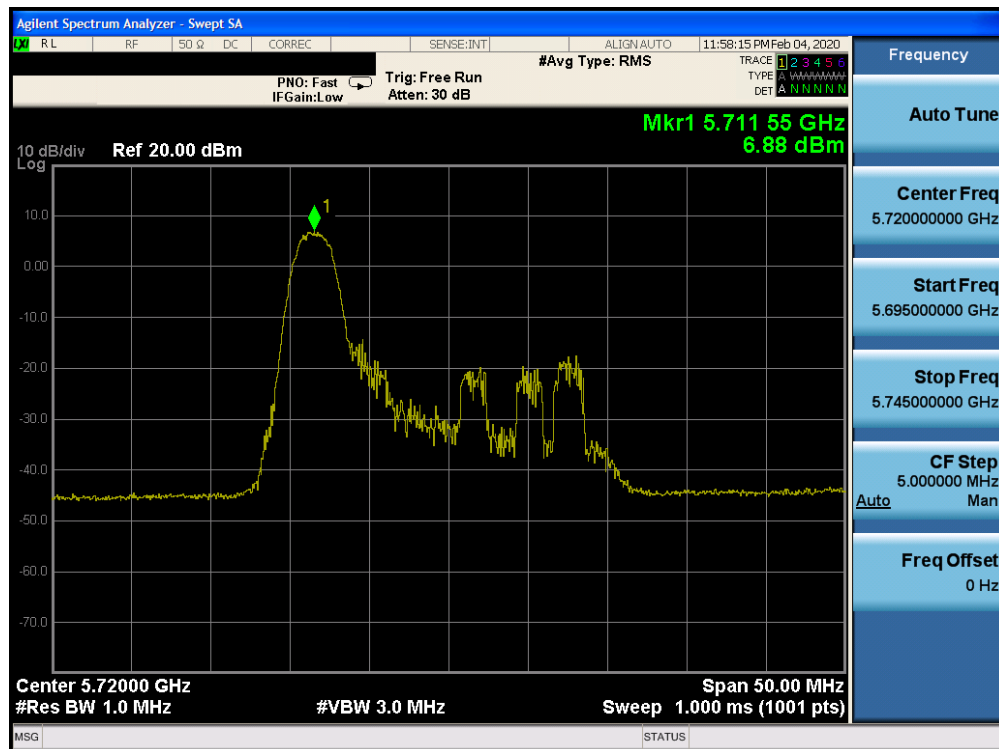 Agilent Spectrum Analyzer - Swept SA
LXI RL RF 50 Ω DC CORREC SENSE:INT ALIGN AUTO 11:58:15 PM Feb 04, 2020
PNO: Fast IFGain:Low
Trig: Free Run
Atten: 30 dB
#Avg Type: RMS
TRACE 1 2 3 4 5 6
TYPE A
DET A N N N N N
Mkr1 5.711 55 GHz
6.88 dBm
10 dB/div Ref 20.00 dBm
Log
1
10.0
0.00
-10.0
-20.0
-30.0
-40.0
-50.0
-60.0
-70.0
Center 5.72000 GHz Span 50.00 MHz
#Res BW 1.0 MHz #VBW 3.0 MHz Sweep 1.000 ms (1001 pts)
MSG STATUS
Frequency
Auto Tune
Center Freq
5.720000000 GHz
Start Freq
5.695000000 GHz
Stop Freq
5.745000000 GHz
CF Step
5.000000 MHz
Auto Man
Freq Offset
0 Hz